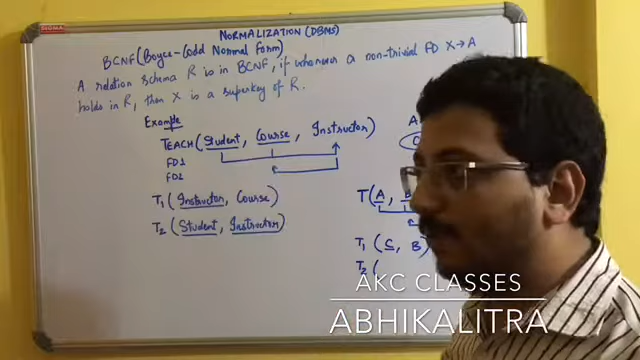 SIGMA
NORMALIZATION (DBMS)
BCNF (Boyce-Codd Normal Form)
A relation schema R is in BCNF, if whenever a non-trivial FD X→A
holds in R, then X is a superkey of R.
Example
TEACH (Student, Course, Instructor)
FD1
FD2
T1 (Instructor, Course)
T2 (Student, Instructor)
A
T (A, B
T1 (C, B)
T2 (
AKC CLASSES
ABHIKALITRA